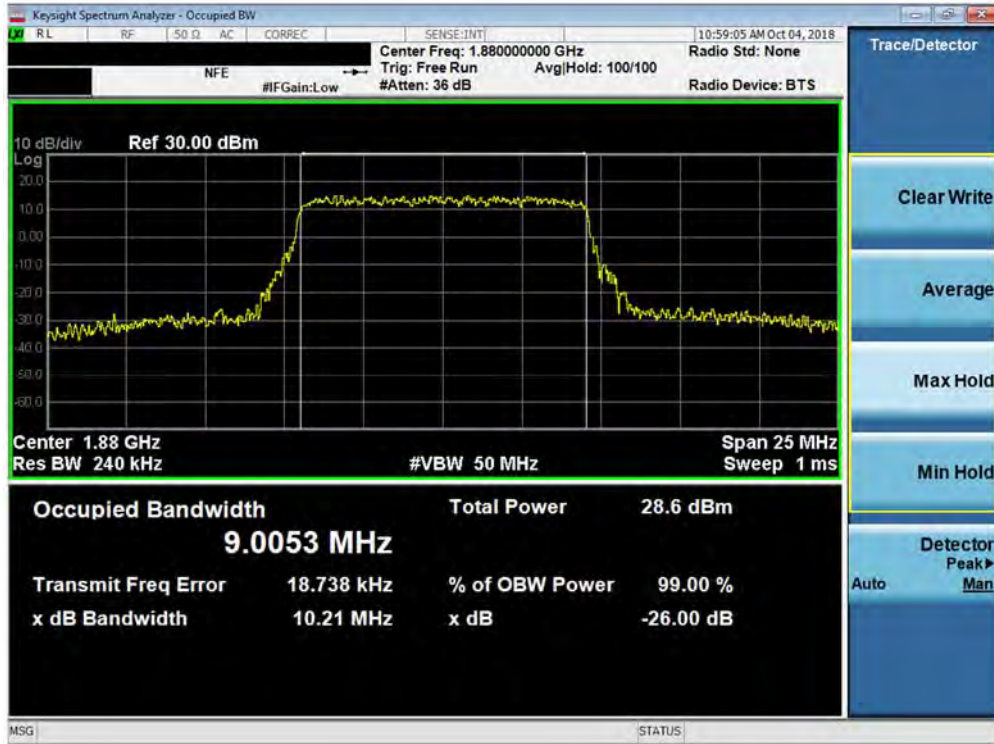 Keysight Spectrum Analyzer - Occupied BW
LXI RL RF 50 Ω AC CORREC SENSE:INT 10:59:05 AM Oct 04, 2018
Center Freq: 1.880000000 GHz Radio Std: None
NFE Trig: Free Run Avg|Hold: 100/100
#IFGain:Low #Atten: 36 dB Radio Device: BTS
Trace/Detector
10 dB/div Ref 30.00 dBm
Log
20.0
10.0
0.00
-10.0
-20.0
-30.0
-40.0
-50.0
-60.0
Center 1.88 GHz Span 25 MHz
Res BW 240 kHz #VBW 50 MHz Sweep 1 ms
Occupied Bandwidth Total Power 28.6 dBm
9.0053 MHz
Transmit Freq Error 18.738 kHz % of OBW Power 99.00 %
x dB Bandwidth 10.21 MHz x dB -26.00 dB
Clear Write
Average
Max Hold
Min Hold
Detector
Peak▶
Auto Man
MSG STATUS